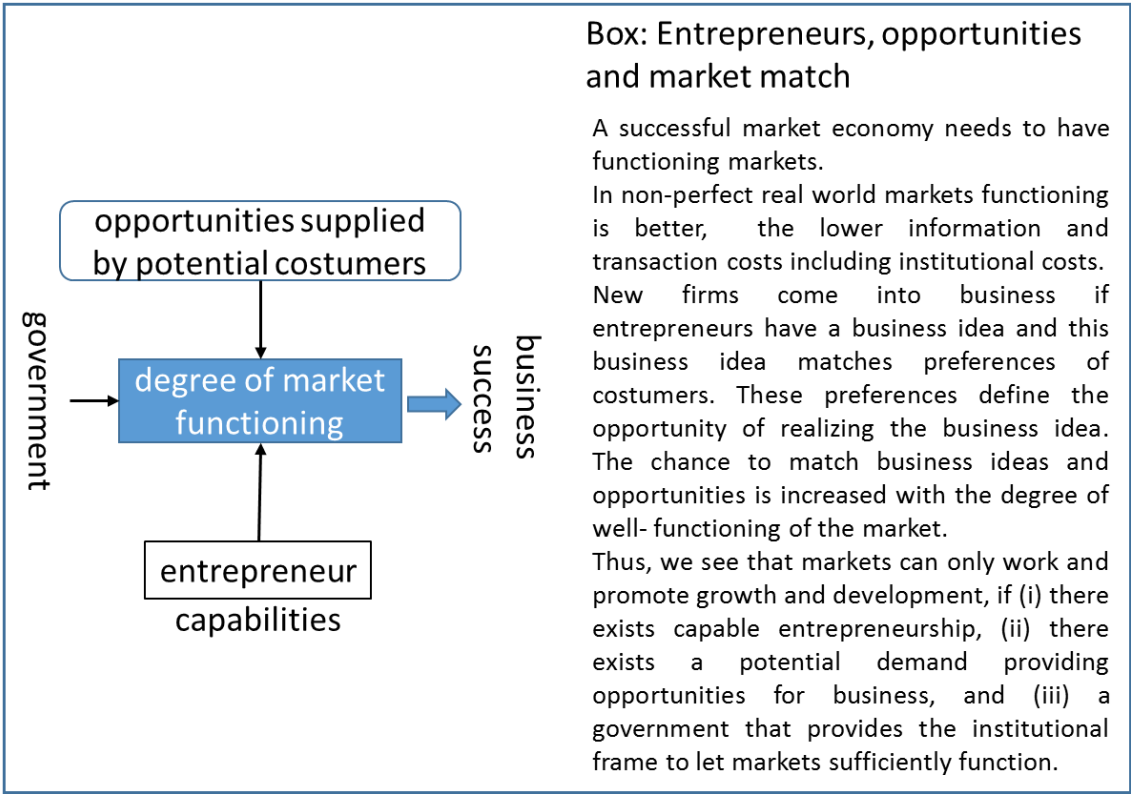 Box: Entrepreneurs, opportunities
and market match
A successful market economy needs to have
functioning markets.
In non-perfect real world markets functioning
is better, the lower information and
transaction costs including institutional costs.
New firms come into business if
entrepreneurs have a business idea and this
business idea matches preferences of
costumers. These preferences define the
opportunity of realizing the business idea.
The chance to match business ideas and
opportunities is increased with the degree of
well- functioning of the market.
Thus, we see that markets can only work and
promote growth and development, if (i) there
exists capable entrepreneurship, (ii) there
exists a potential demand providing
opportunities for business, and (iii) a
government that provides the institutional
frame to let markets sufficiently function.
opportunities supplied
by potential costumers
government
degree of market
functioning
business
success
entrepreneur
capabilities